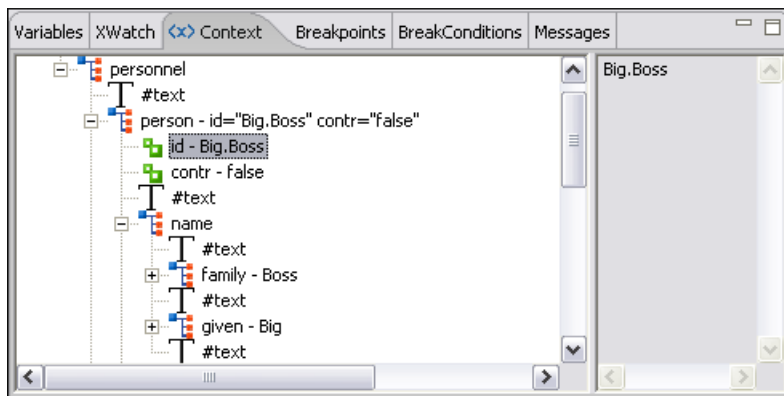 Variables XWatch <x> Context Breakpoints BreakConditions Messages
personnel
#text
person - id="Big.Boss" contr="false"
id - Big.Boss
contr - false
#text
name
#text
family - Boss
#text
given - Big
#text
Big.Boss